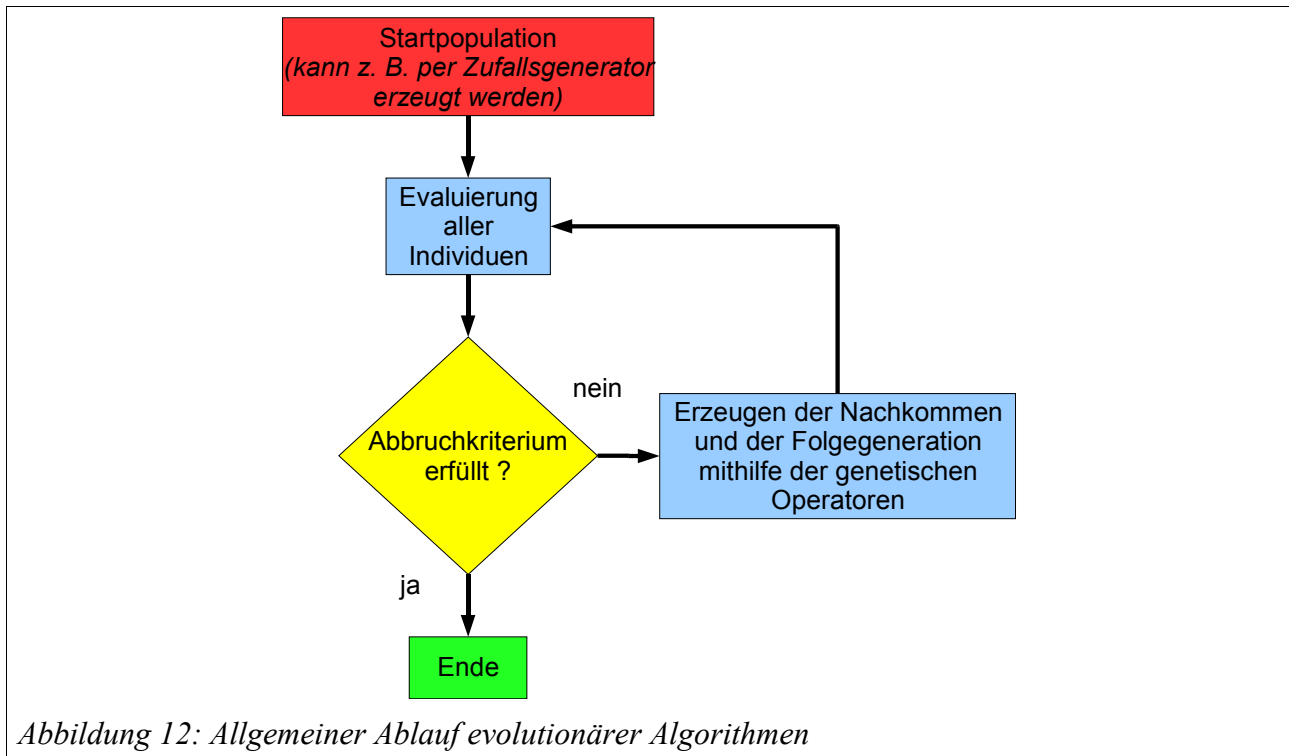 Startpopulation
(kann z. B. per Zufallsgenerator
erzeugt werden)
Evaluierung
aller
Individuen
nein
Abbruchkriterium
erfüllt ?
Erzeugen der Nachkommen
und der Folgegeneration
mithilfe der genetischen
Operatoren
ja
Ende
Abbildung 12: Allgemeiner Ablauf evolutionärer Algorithmen